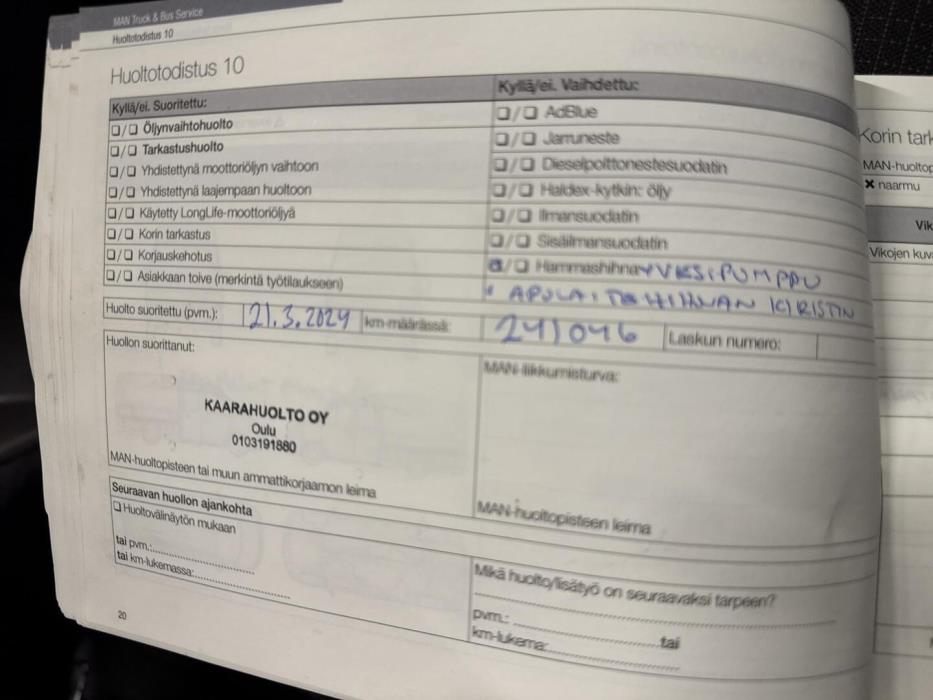 MAN Truck & Bus Service
Huoltotodistus 10
Huoltotodistus 10
Kyllä/ei. Suoritettu:
❏/❏ Öljynvaihtohuolto
❏/❏ Tarkastushuolto
❏/❏ Yhdistettynä moottoriöljyn vaihtoon
❏/❏ Yhdistettynä laajempaan huoltoon
❏/❏ Käytetty LongLife-moottoriöljyä
❏/❏ Korin tarkastus
❏/❏ Korjauskehotus
❏/❏ Asiakkaan toive (merkintä työtilaukseen)
Kyllä/ei. Vaihdettu:
❏/❏ AdBlue
❏/❏ Jarruneste
❏/❏ Dieselpolttonestesuodatin
❏/❏ Haldex-kytkin: öljy
❏/❏ Ilmansuodatin
❏/❏ Sisäilmansuodatin
☒/❏ Hammashihna + VESIPUMPPU
+ APULAITEHIHNAN KIRISTIN
Huolto suoritettu (pvm.): 21.3.2024 km-määrässä: 241046 Laskun numero:
Huollon suorittanut:
KAARAHUOLTO OY
Oulu
0103191880
MAN-huoltopisteen tai muun ammattikorjaamon leima
MAN-liikkumisturva:
MAN-huoltopisteen leima
Seuraavan huollon ajankohta
❏ Huoltovälinäytön mukaan
tai pvm.:
tai km-lukemassa:
Mikä huolto/lisätyö on seuraavaksi tarpeen?
pvm.: tai
km-lukema:
20
Korin tark
MAN-huoltop
✖ naarmu
Vik
Vikojen kuv